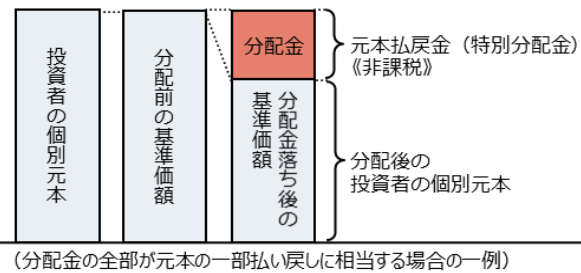 投資者の個別元本
分配前の基準価額
分配金
分配金落ち後の
基準価額
元本払戻金（特別分配金）
《非課税》
分配後の
投資者の個別元本
（分配金の全部が元本の一部払い戻しに相当する場合の一例）